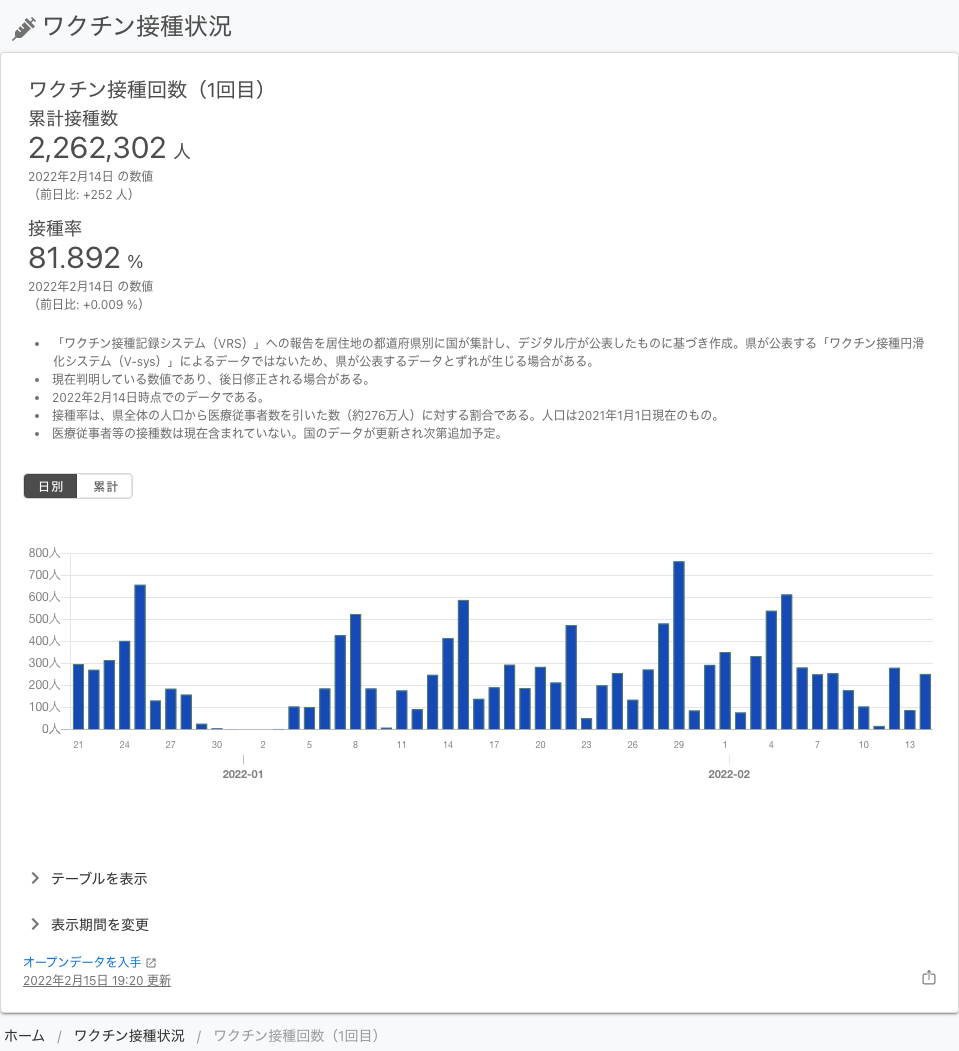 ワクチン接種状況
ワクチン接種回数（1回目）
累計接種数
2,262,302 人
2022年2月14日 の数値
（前日比: +252 人）
接種率
81.892 %
2022年2月14日 の数値
（前日比: +0.009 %）
• 「ワクチン接種記録システム（VRS）」への報告を居住地の都道府県別に国が集計し、デジタル庁が公表したものに基づき作成。県が公表する「ワクチン接種円滑
化システム（V-sys）」によるデータではないため、県が公表するデータとずれが生じる場合がある。
• 現在判明している数値であり、後日修正される場合がある。
• 2022年2月14日時点でのデータである。
• 接種率は、県全体の人口から医療従事者数を引いた数（約276万人）に対する割合である。人口は2021年1月1日現在のもの。
• 医療従事者等の接種数は現在含まれていない。国のデータが更新され次第追加予定。
日別 累計
800人
700人
600人
500人
400人
300人
200人
100人
0人
21 24 27 30 2 5 8 11 14 17 20 23 26 29 1 4 7 10 13
2022-01 2022-02
テーブルを表示
表示期間を変更
オープンデータを入手
2022年2月15日 19:20 更新
ホーム / ワクチン接種状況 / ワクチン接種回数（1回目）